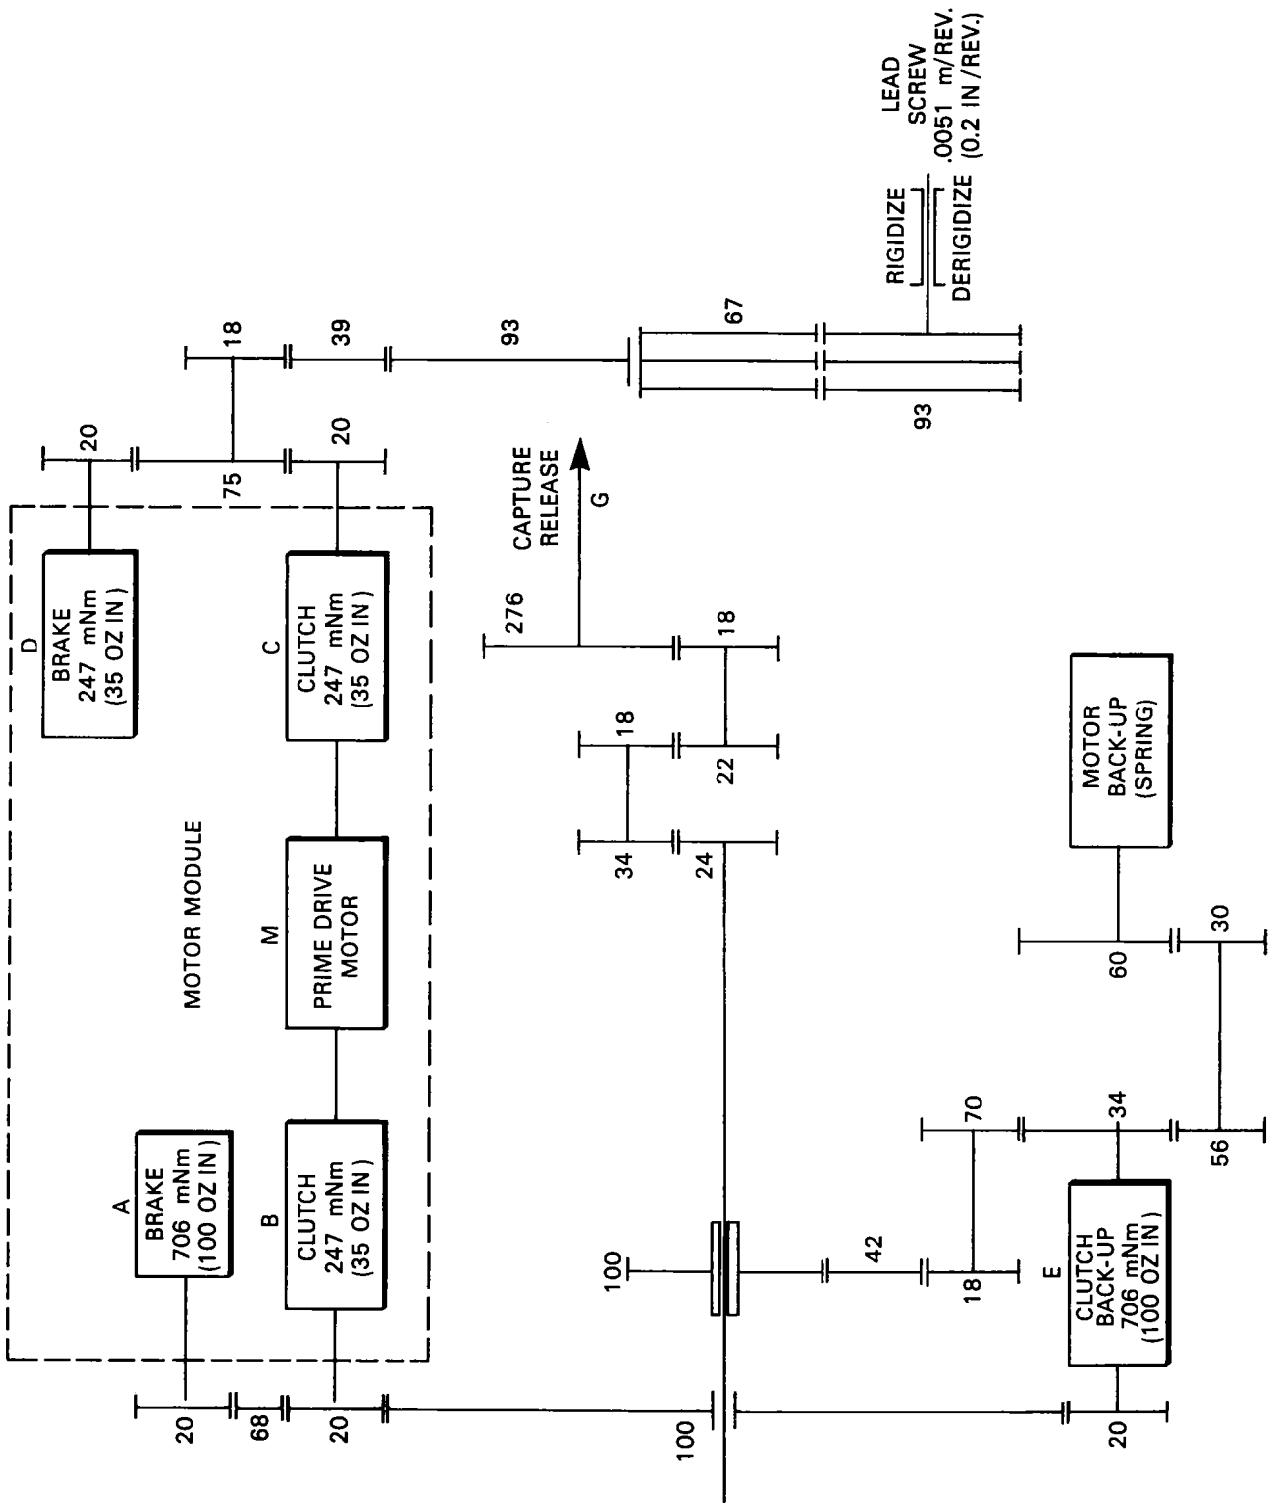 D
BRAKE
247 mNm
(35 OZ IN)
20
18
75
39
A
BRAKE
706 mNm
(100 OZ IN)
MOTOR MODULE
20
68
20
B
CLUTCH
247 mNm
(35 OZ IN)
M
PRIME DRIVE
MOTOR
C
CLUTCH
247 mNm
(35 OZ IN)
20
93
67
93
RIGIDIZE
DERIGIDIZE
LEAD
SCREW
.0051 m/REV.
(0.2 IN/REV.)
CAPTURE
RELEASE
G
276
18
18
22
34
24
100
100
42
18
70
34
56
30
60
MOTOR
BACK-UP
(SPRING)
E
CLUTCH
BACK-UP
706 mNm
(100 OZ IN)
20